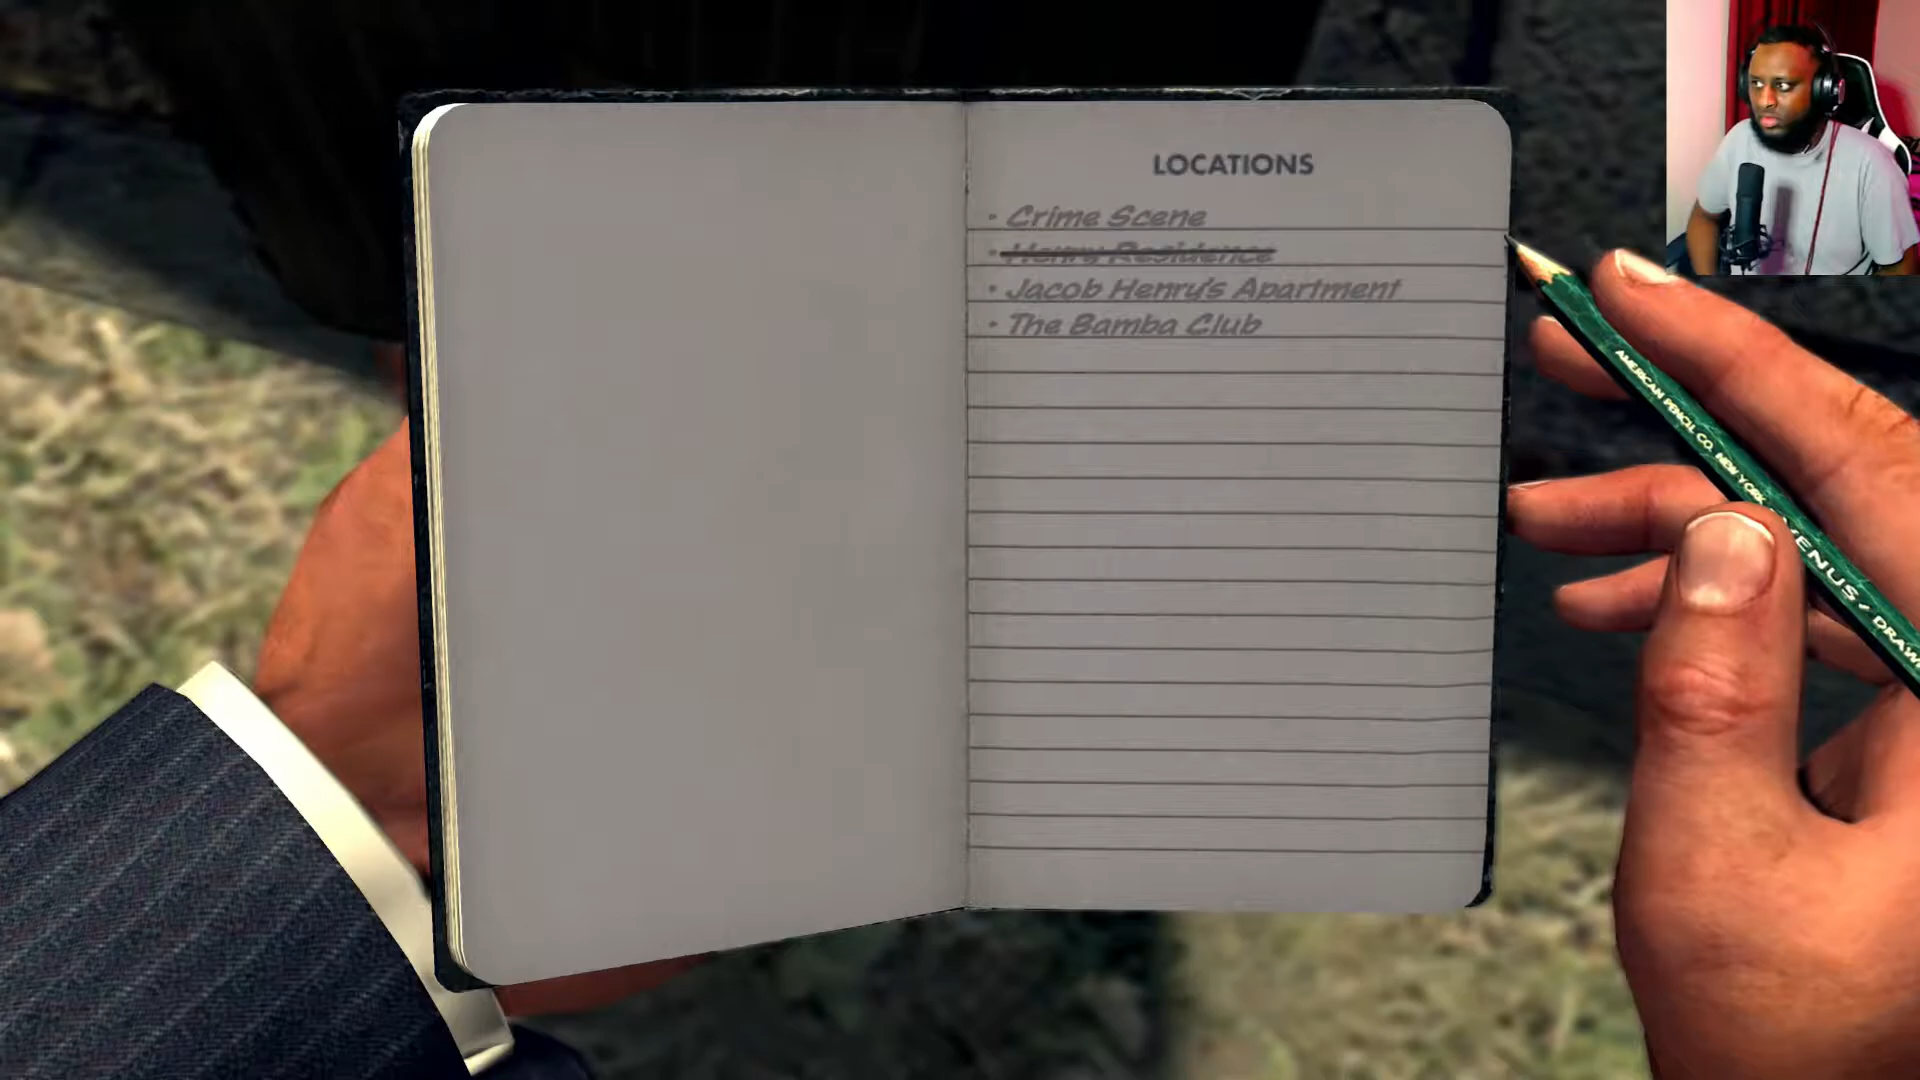 LOCATIONS
• Crime Scene
• Henry Residence
• Jacob Henry's Apartment
• The Bamba Club
AMERICAN PENCIL CO. NEW YORK
VENUS/ DRAW